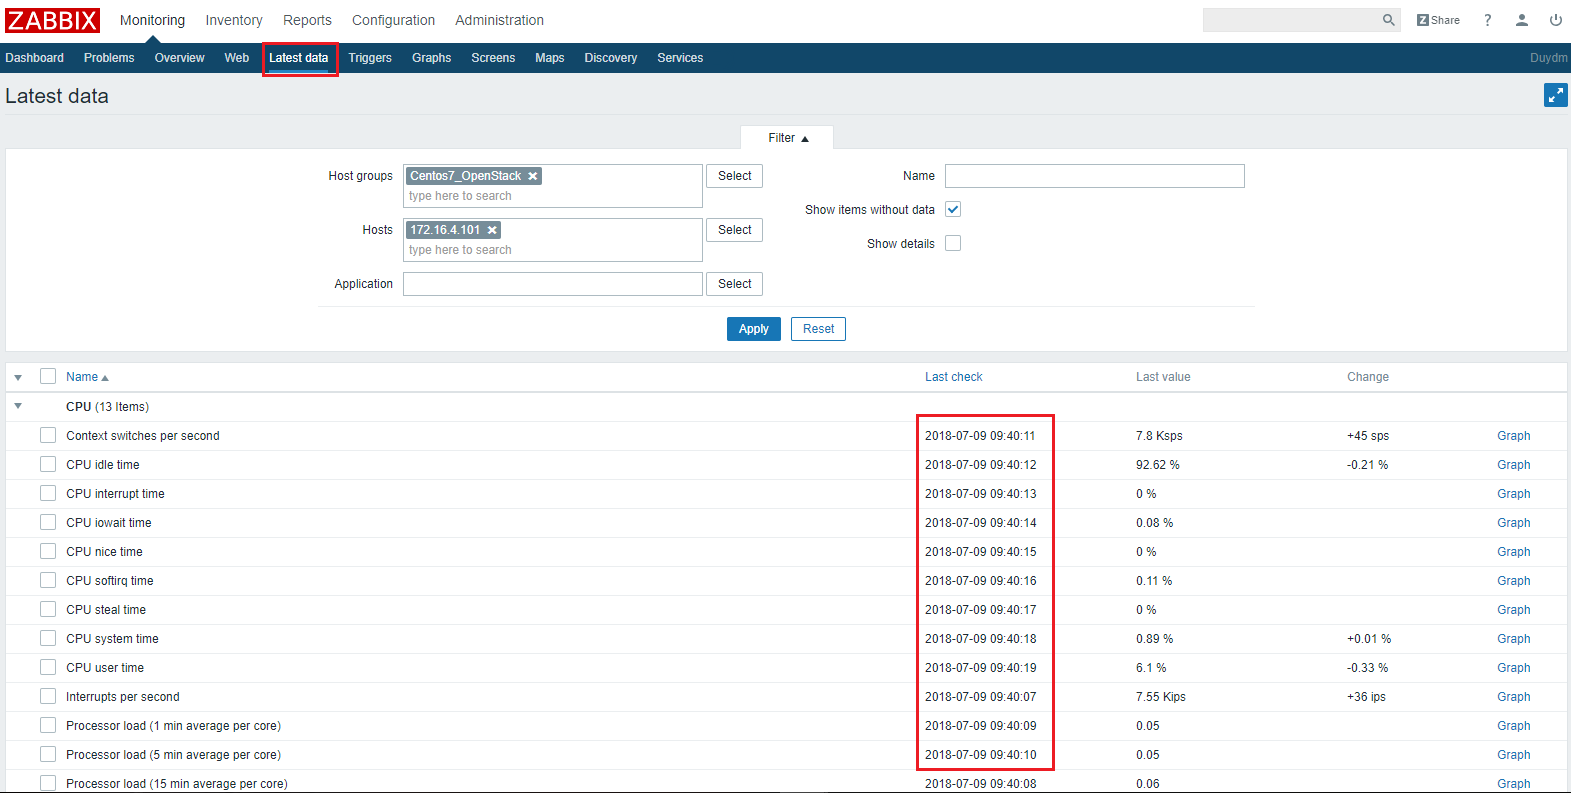 ZABBIX Monitoring Inventory Reports Configuration Administration Z Share ?
Dashboard Problems Overview Web Latest data Triggers Graphs Screens Maps Discovery Services Duydm
Latest data
Filter ▲
Host groups Centos7_OpenStack × Select Name
type here to search
Show items without data
Hosts 172.16.4.101 × Select
type here to search
Show details
Application Select
Apply Reset
Name ▲ Last check Last value Change
CPU (13 Items)
Context switches per second 2018-07-09 09:40:11 7.8 Ksps +45 sps Graph
CPU idle time 2018-07-09 09:40:12 92.62 % -0.21 % Graph
CPU interrupt time 2018-07-09 09:40:13 0 % Graph
CPU iowait time 2018-07-09 09:40:14 0.08 % Graph
CPU nice time 2018-07-09 09:40:15 0 % Graph
CPU softirq time 2018-07-09 09:40:16 0.11 % Graph
CPU steal time 2018-07-09 09:40:17 0 % Graph
CPU system time 2018-07-09 09:40:18 0.89 % +0.01 % Graph
CPU user time 2018-07-09 09:40:19 6.1 % -0.33 % Graph
Interrupts per second 2018-07-09 09:40:07 7.55 Kips +36 ips Graph
Processor load (1 min average per core) 2018-07-09 09:40:09 0.05 Graph
Processor load (5 min average per core) 2018-07-09 09:40:10 0.05 Graph
Processor load (15 min average per core) 2018-07-09 09:40:08 0.06 Graph